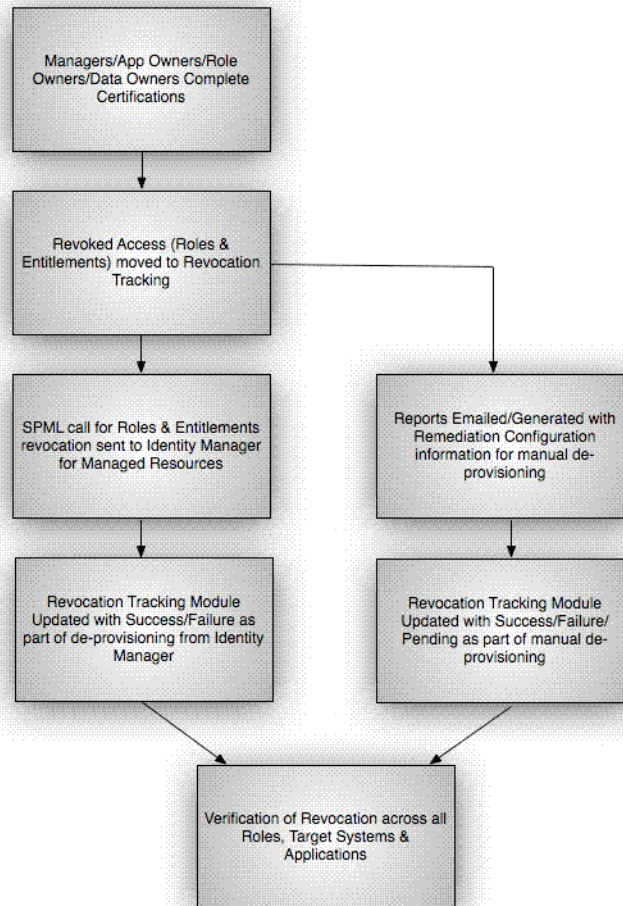 Managers/App Owners/Role
Owners/Data Owners Complete
Certifications
Revoked Access (Roles &
Entitlements) moved to Revocation
Tracking
SPML call for Roles & Entitlements
revocation sent to Identity Manager
for Managed Resources
Reports Emailed/Generated with
Remediation Configuration
information for manual de-
provisioning
Revocation Tracking Module
Updated with Success/Failure as
part of de-provisioning from Identity
Manager
Revocation Tracking Module
Updated with Success/Failure/
Pending as part of manual de-
provisioning
Verification of Revocation across all
Roles, Target Systems &
Applications